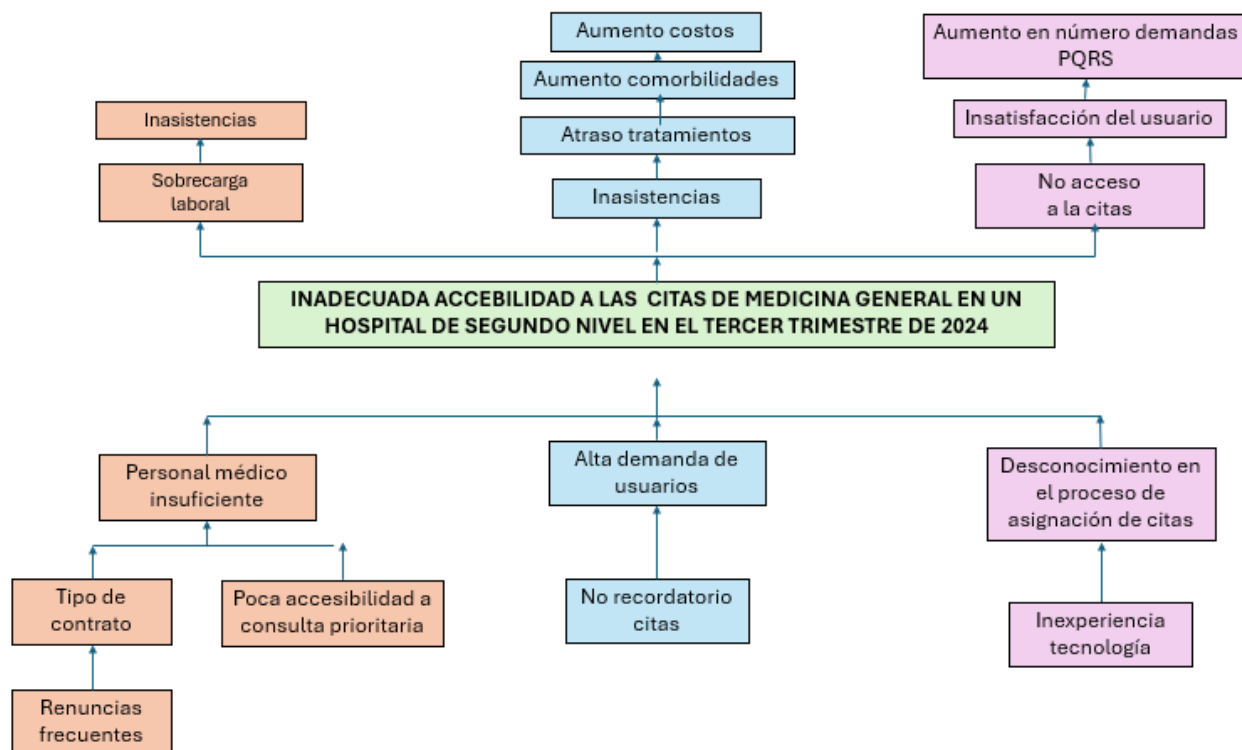 Aumento costos
Aumento en número demandas
PQRS
Aumento comorbilidades
Inasistencias
Atraso tratamientos
Insatisfacción del usuario
Sobrecarga
laboral
Inasistencias
No acceso
a la citas
INADECUADA ACCEBILIDAD A LAS CITAS DE MEDICINA GENERAL EN UN
HOSPITAL DE SEGUNDO NIVEL EN EL TERCER TRIMESTRE DE 2024
Personal médico
insuficiente
Alta demanda de
usuarios
Desconocimiento en
el proceso de
asignación de citas
Tipo de
contrato
Poca accesibilidad a
consulta prioritaria
No recordatorio
citas
Inexperiencia
tecnología
Renuncias
frecuentes